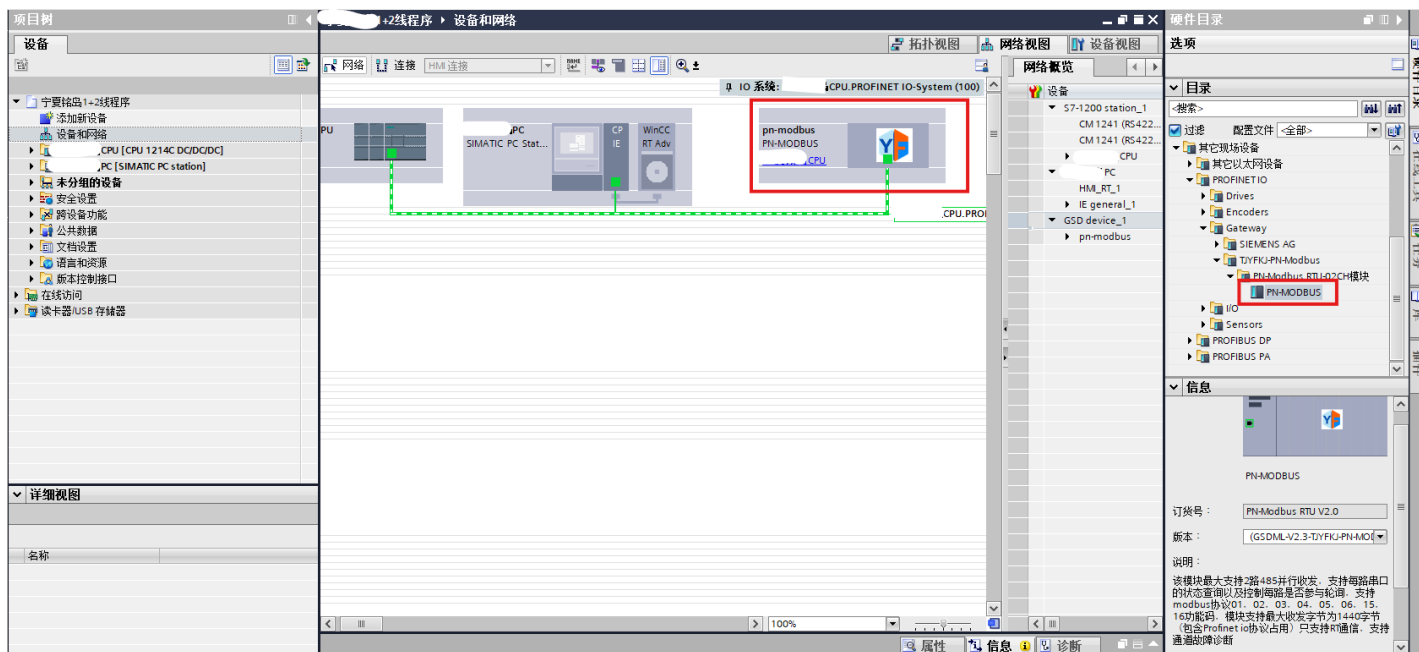 项目树
1+2线程序 ▸ 设备和网络
硬件目录
设备
拓扑视图
网络视图
设备视图
选项
网络
连接
HMI 连接
网络概览
IO 系统:
CPU.PROFINET IO-System (100)
设备
目录
宁夏铭岛1+2线程序
添加新设备
设备和网络
CPU [CPU 1214C DC/DC/DC]
PC [SIMATIC PC station]
未分组的设备
安全设置
跨设备功能
公共数据
文档设置
语言和资源
版本控制接口
在线访问
读卡器/USB 存储器
PU
PC
SIMATIC PC Stat...
CP
IE
WinCC
RT Adv
pn-modbus
PN-MODBUS
CPU
CPU.PROI
S7-1200 station_1
CM 1241 (RS422...
CM 1241 (RS422...
CPU
PC
HMI_RT_1
IE general_1
GSD device_1
pn-modbus
<搜索>
过滤
配置文件
<全部>
其它现场设备
其它以太网设备
PROFINET IO
Drives
Encoders
Gateway
SIEMENS AG
TJYFKJ-PN-Modbus
PN-Modbus RTU-02CH模块
PN-MODBUS
I/O
Sensors
PROFIBUS DP
PROFIBUS PA
信息
PN-MODBUS
订货号：
PN-Modbus RTU V2.0
版本：
(GSDML-V2.3-TJYFKJ-PN-MOI
说明：
该模块最大支持2路485并行收发．支持每路串口
的状态查询以及控制每路是否参与轮询．支持
modbus协议01．02．03．04．05．06．15．
16功能码．模块支持最大收发字节为1440字节
（包含Profinet io协议占用）只支持RT通信．支持
通道故障诊断
详细视图
名称
100%
属性
信息
诊断